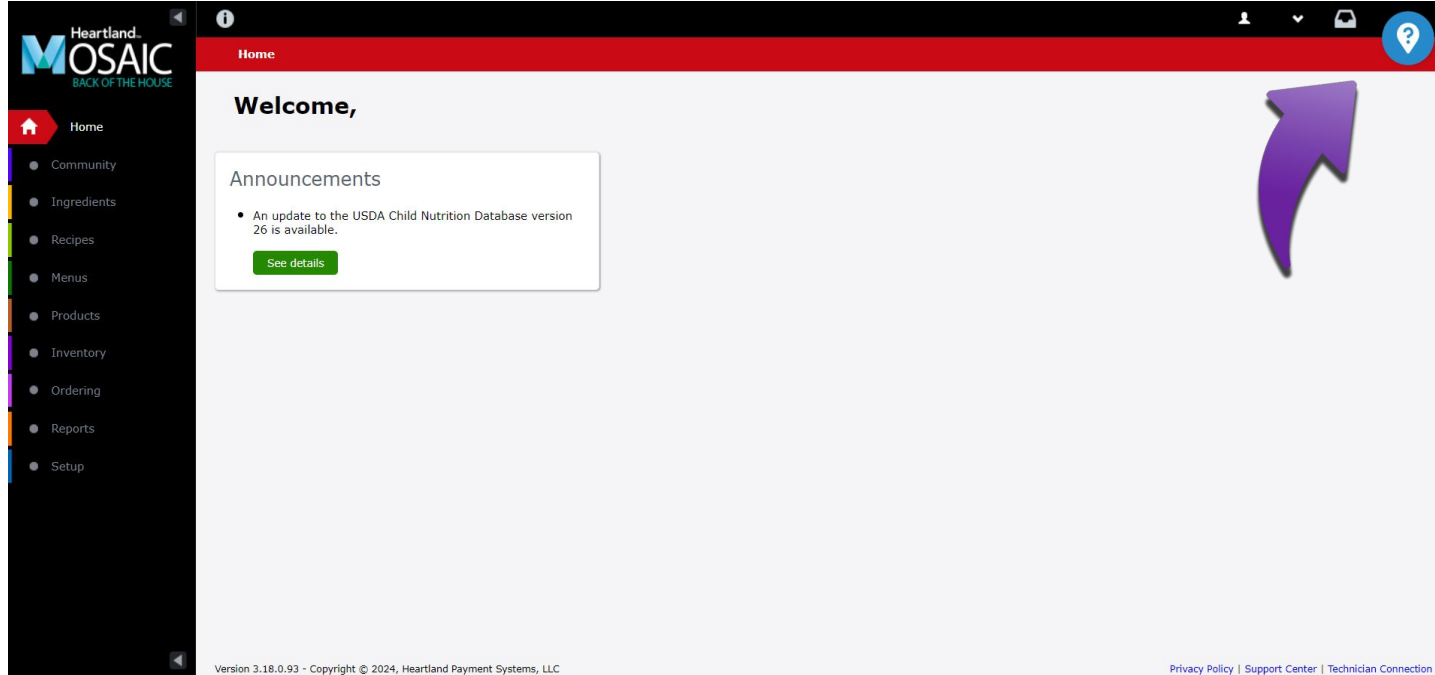 Heartland
MOSAIC
BACK OF THE HOUSE
Home
Community
Ingredients
Recipes
Menus
Products
Inventory
Ordering
Reports
Setup
Home
Welcome,
Announcements
An update to the USDA Child Nutrition Database version
26 is available.
See details
Version 3.18.0.93 - Copyright © 2024, Heartland Payment Systems, LLC
Privacy Policy | Support Center | Technician Connection